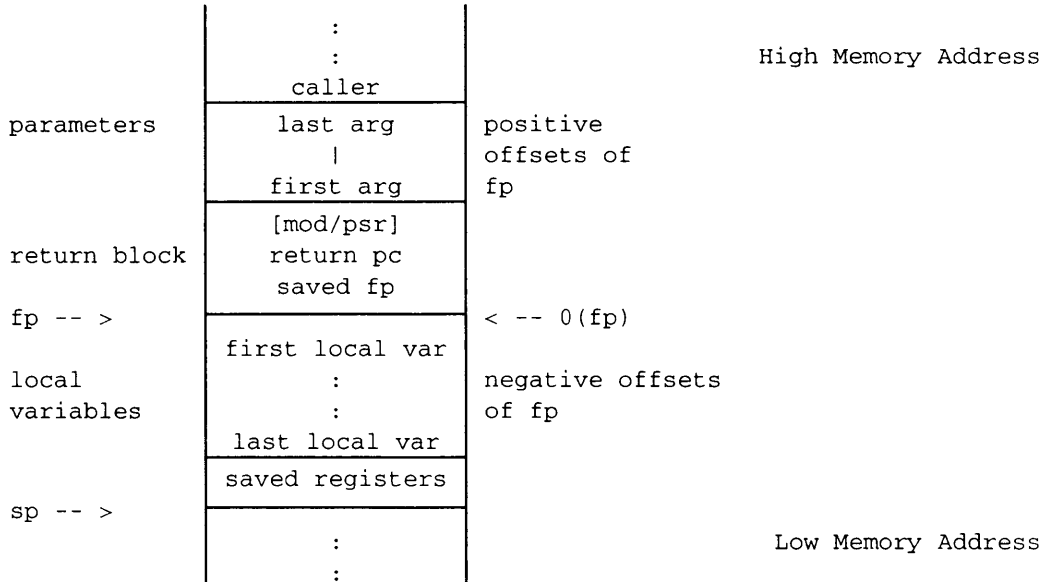 :
: High Memory Address
caller
parameters last arg positive
| offsets of
first arg fp
[mod/psr]
return block return pc
saved fp
fp -- > < -- 0(fp)
first local var
local : negative offsets
variables : of fp
last local var
saved registers
sp -- >
: Low Memory Address
: